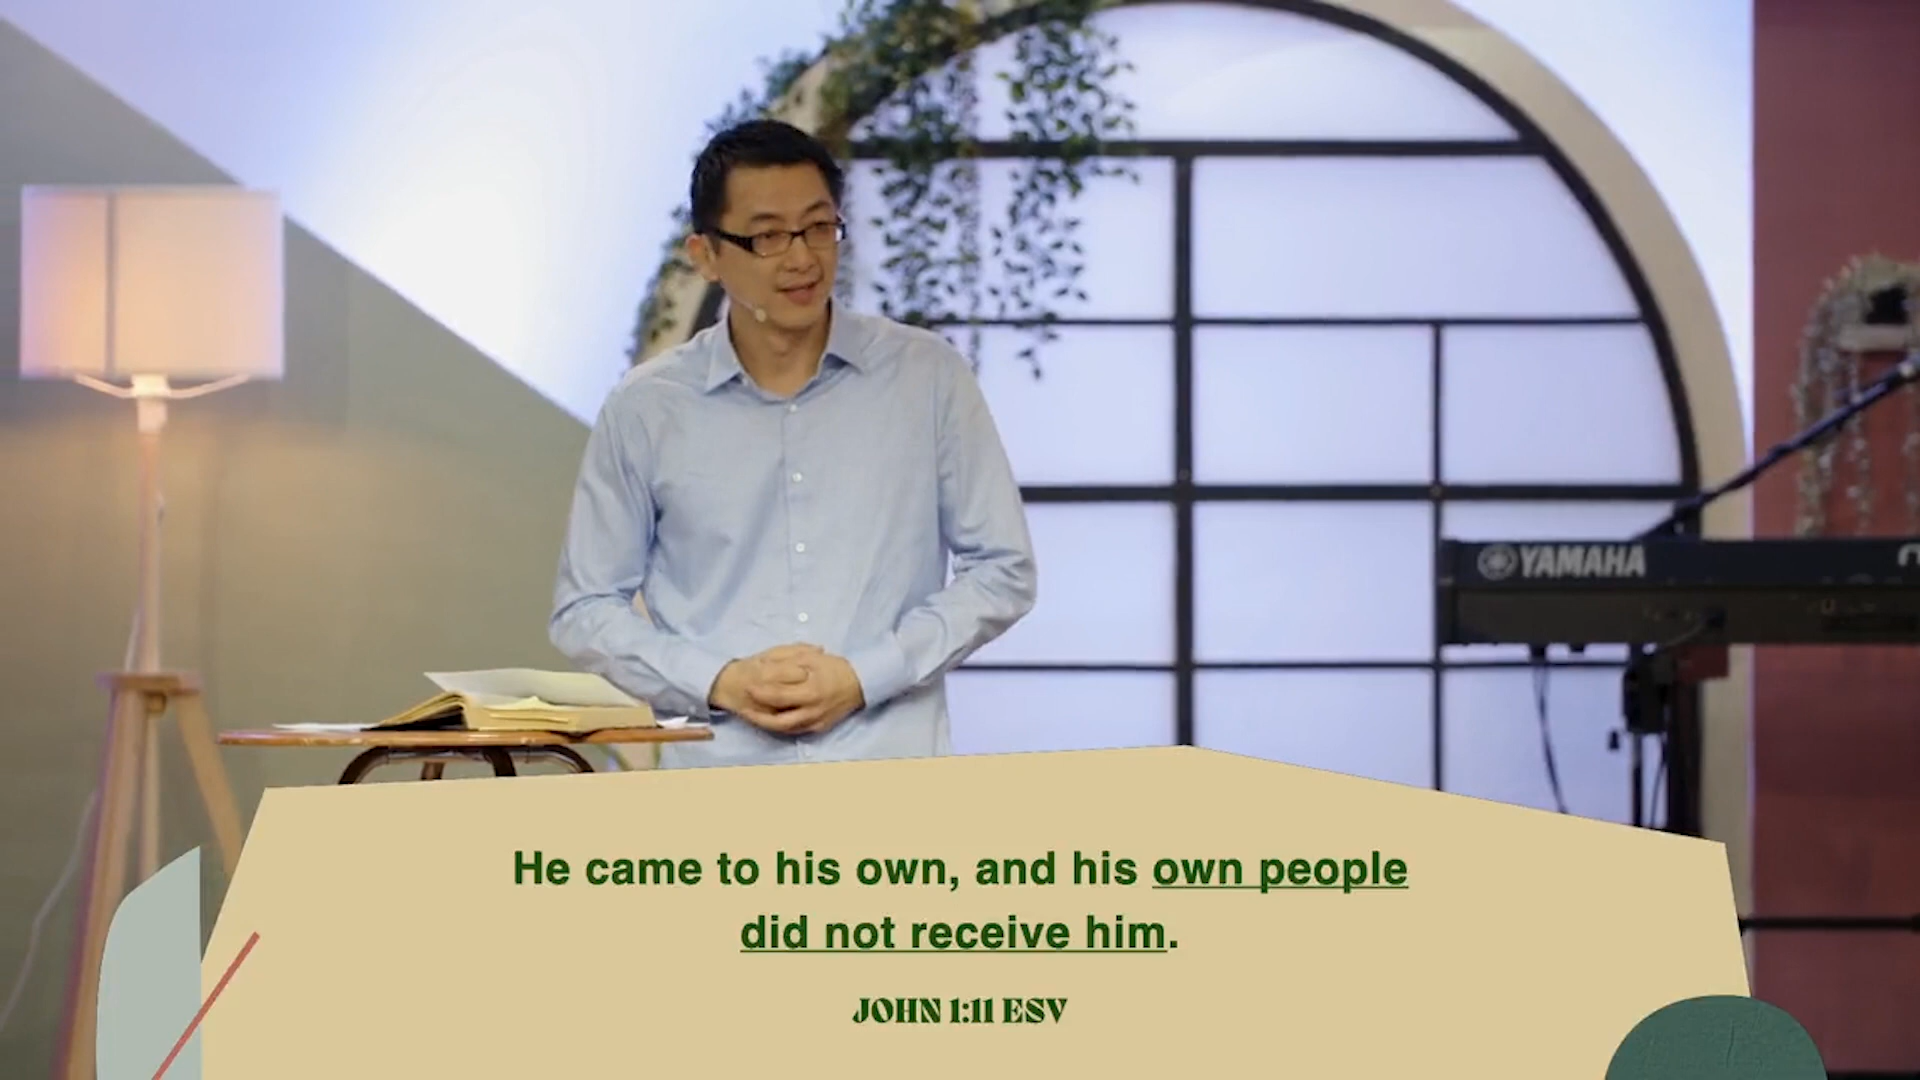 YAMAHA
He came to his own, and his own people
did not receive him.
JOHN 1:11 ESV